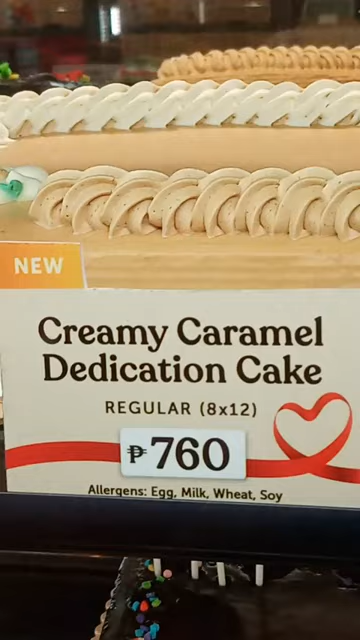 NEW
Creamy Caramel
Dedication Cake
REGULAR (8x12)
₱760
Allergens: Egg, Milk, Wheat, Soy